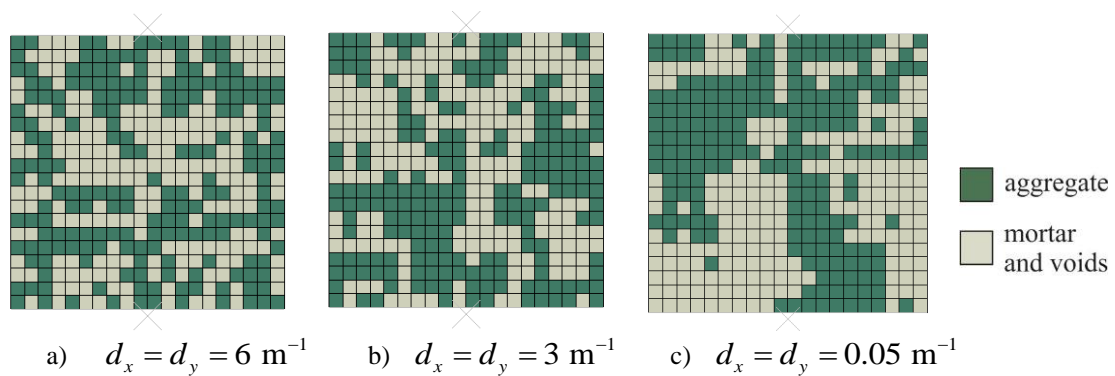 aggregate
mortar
and voids
a) d_x = d_y = 6 m⁻¹
b) d_x = d_y = 3 m⁻¹
c) d_x = d_y = 0.05 m⁻¹